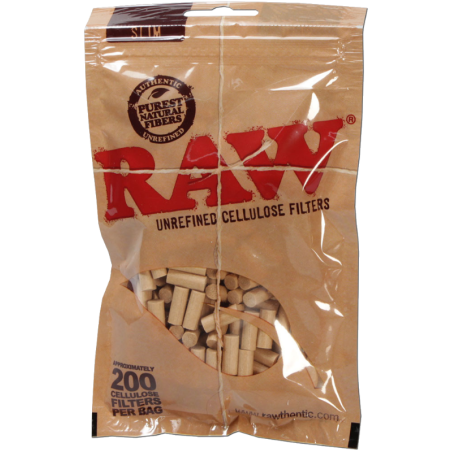 SLIM
AUTHENTIC
PUREST
NATURAL
FIBERS
UNREFINED
RAW®
UNREFINED CELLULOSE FILTERS
APPROXIMATELY
200
CELLULOSE
FILTERS
PER BAG
www.rawthentic.com